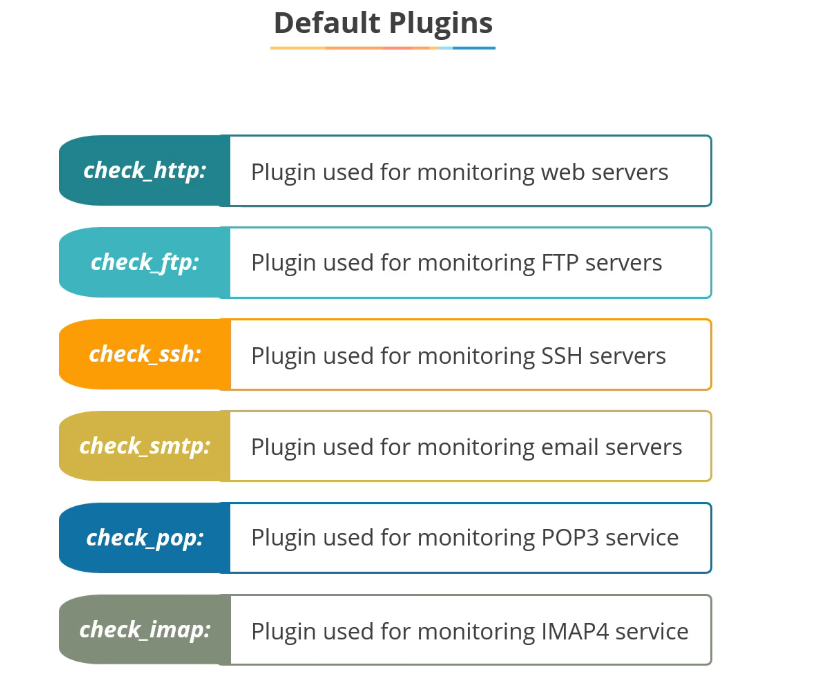 Default Plugins
check_http: Plugin used for monitoring web servers
check_ftp: Plugin used for monitoring FTP servers
check_ssh: Plugin used for monitoring SSH servers
check_smtp: Plugin used for monitoring email servers
check_pop: Plugin used for monitoring POP3 service
check_imap: Plugin used for monitoring IMAP4 service